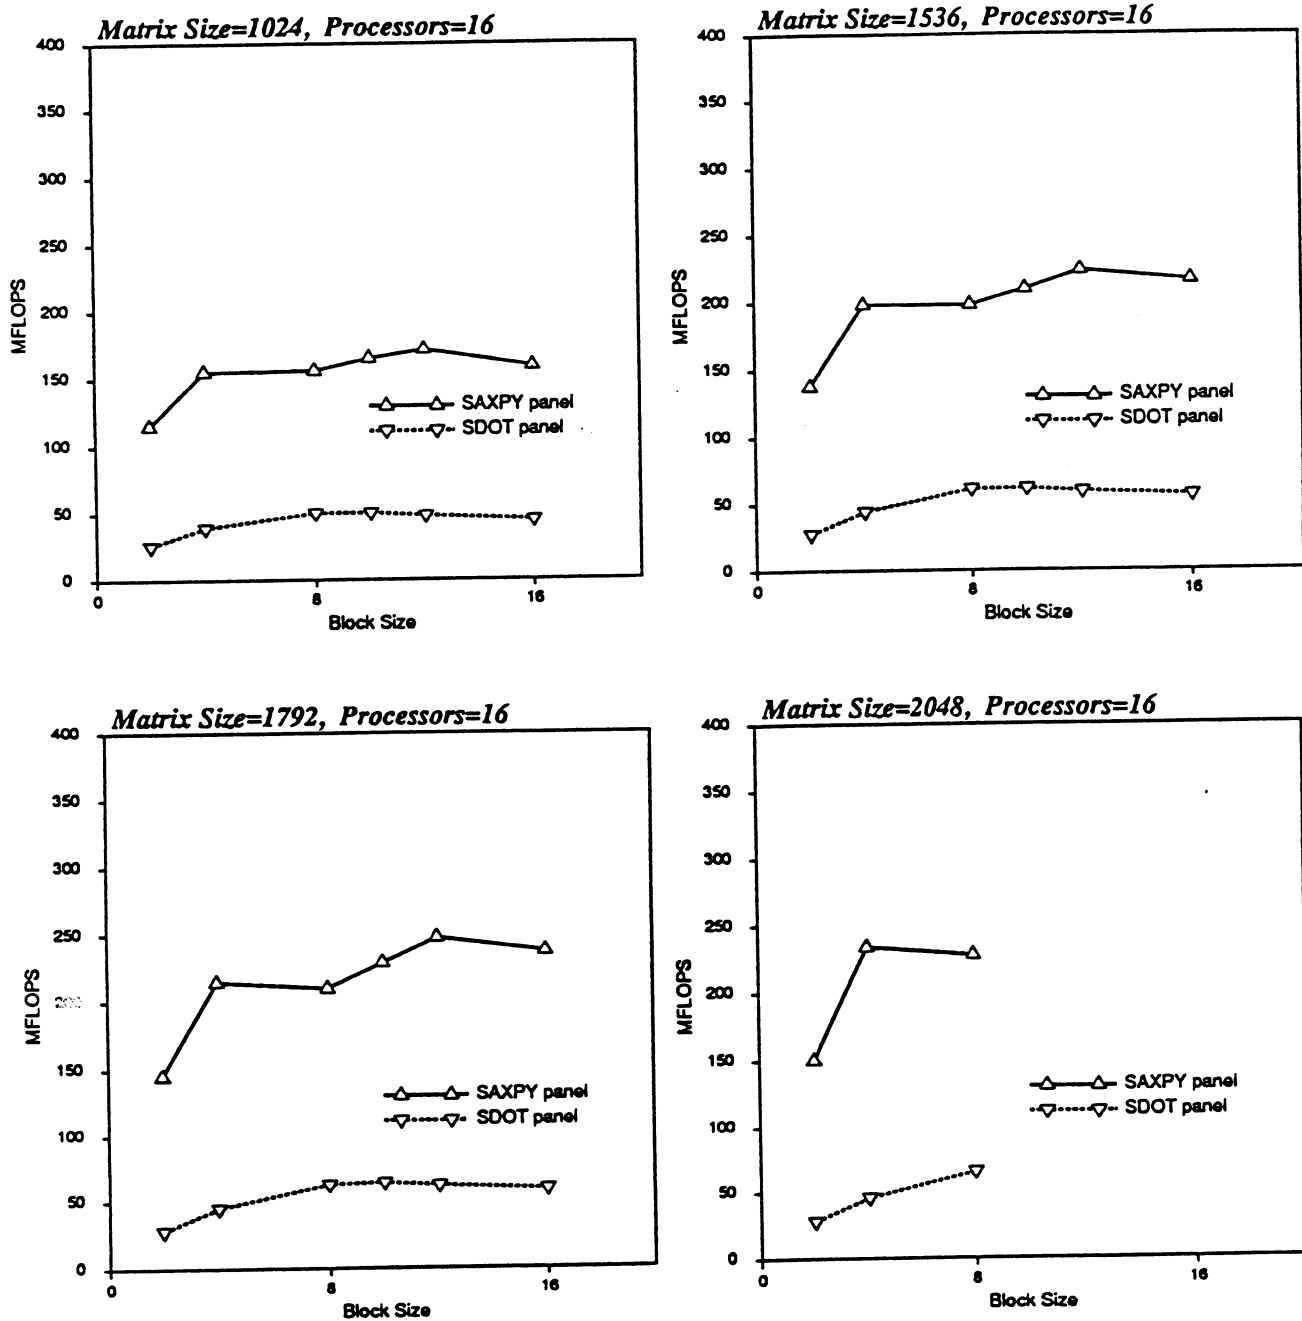 Matrix Size=1024, Processors=16
400
350
300
250
200
150
100
50
0
MFLOPS
SAXPY panel
SDOT panel
0
8
16
Block Size
Matrix Size=1536, Processors=16
400
350
300
250
200
150
100
50
0
MFLOPS
SAXPY panel
SDOT panel
0
8
16
Block Size
Matrix Size=1792, Processors=16
400
350
300
250
200
150
100
50
0
MFLOPS
SAXPY panel
SDOT panel
0
8
16
Block Size
Matrix Size=2048, Processors=16
400
350
300
250
200
150
100
50
0
MFLOPS
SAXPY panel
SDOT panel
0
8
16
Block Size